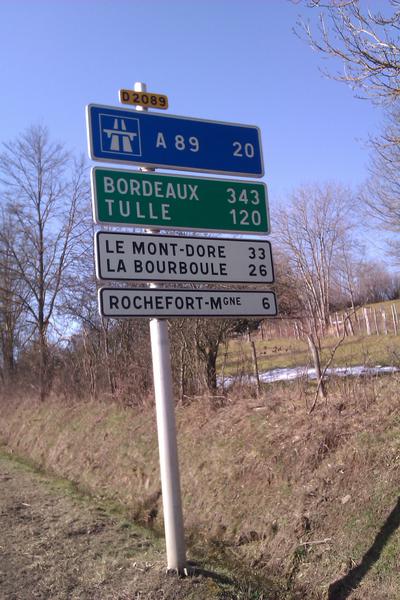 D2089
A 89 20
BORDEAUX 343
TULLE 120
LE MONT-DORE 33
LA BOURBOULE 26
ROCHEFORT-MGNE 6